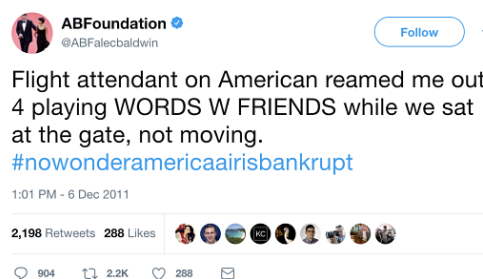 ABFoundation
@ABFalecbaldwin
Follow
Flight attendant on American reamed me out
4 playing WORDS W FRIENDS while we sat
at the gate, not moving.
#nowonderamericaairisbankrupt
1:01 PM - 6 Dec 2011
2,198 Retweets 288 Likes
KC
904 2.2K 288